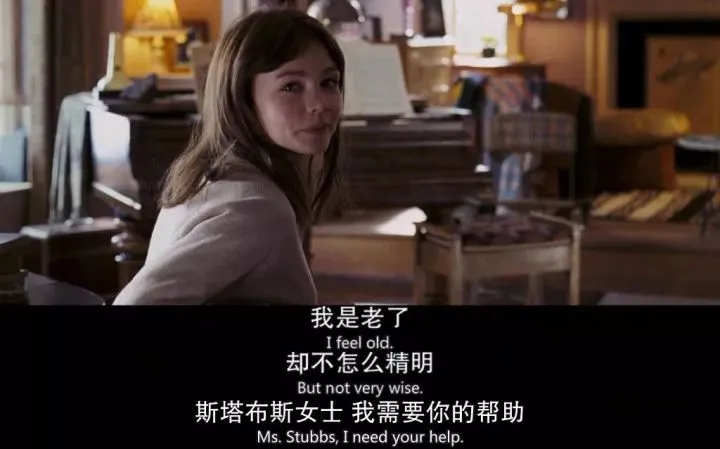 我是老了
I feel old.
却不怎么精明
But not very wise.
斯塔布斯女士 我需要你的帮助
Ms. Stubbs, I need your help.